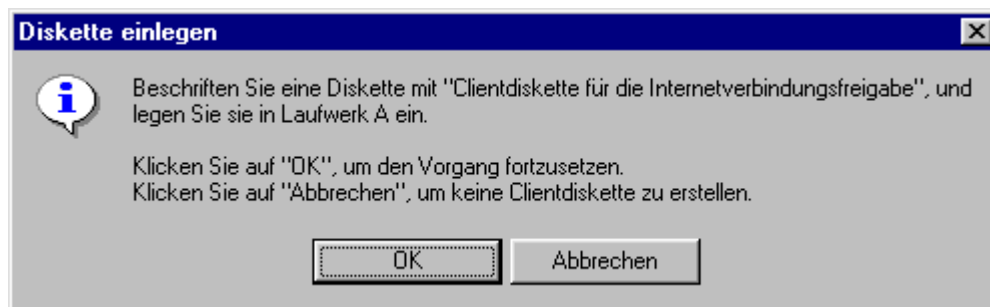 Diskette einlegen
Beschriften Sie eine Diskette mit "Clientdiskette für die Internetverbindungsfreigabe", und
legen Sie sie in Laufwerk A ein.
Klicken Sie auf "OK", um den Vorgang fortzusetzen.
Klicken Sie auf "Abbrechen", um keine Clientdiskette zu erstellen.
OK
Abbrechen